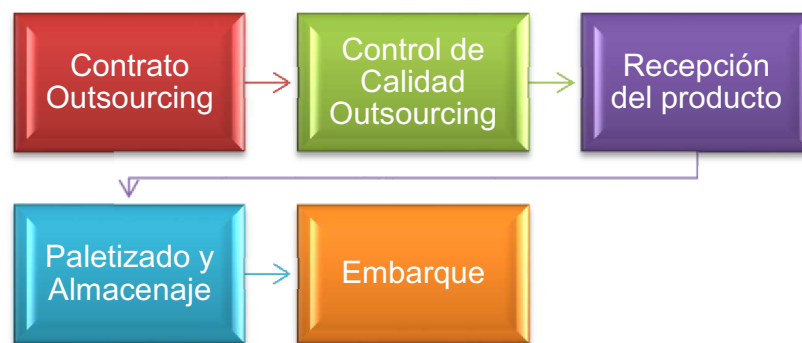 Contrato
Outsourcing
Control de
Calidad
Outsourcing
Recepción
del producto
Paletizado y
Almacenaje
Embarque